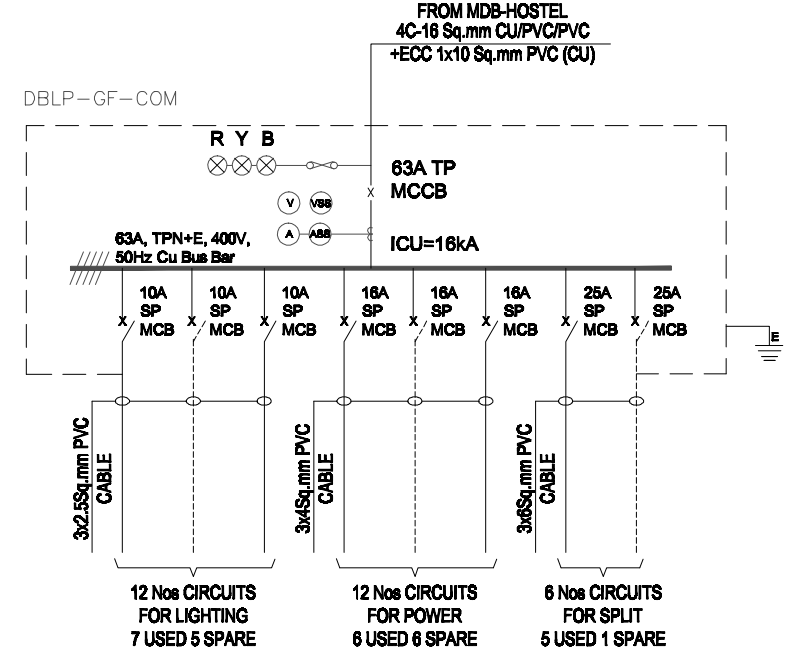 FROM MDB-HOSTEL
4C-16 Sq.mm CU/PVC/PVC
+ECC 1x10 Sq.mm PVC (CU)
DBLP-GF-COM
R Y B
63A TP
MCCB
V VSS
A ASS
ICU=16kA
63A, TPN+E, 400V,
50Hz Cu Bus Bar
10A
SP
MCB
10A
SP
MCB
10A
SP
MCB
16A
SP
MCB
16A
SP
MCB
16A
SP
MCB
25A
SP
MCB
25A
SP
MCB
E
3x2.5Sq.mm PVC
CABLE
3x4Sq.mm PVC
CABLE
3x6Sq.mm PVC
CABLE
12 Nos CIRCUITS
FOR LIGHTING
7 USED 5 SPARE
12 Nos CIRCUITS
FOR POWER
6 USED 6 SPARE
6 Nos CIRCUITS
FOR SPLIT
5 USED 1 SPARE